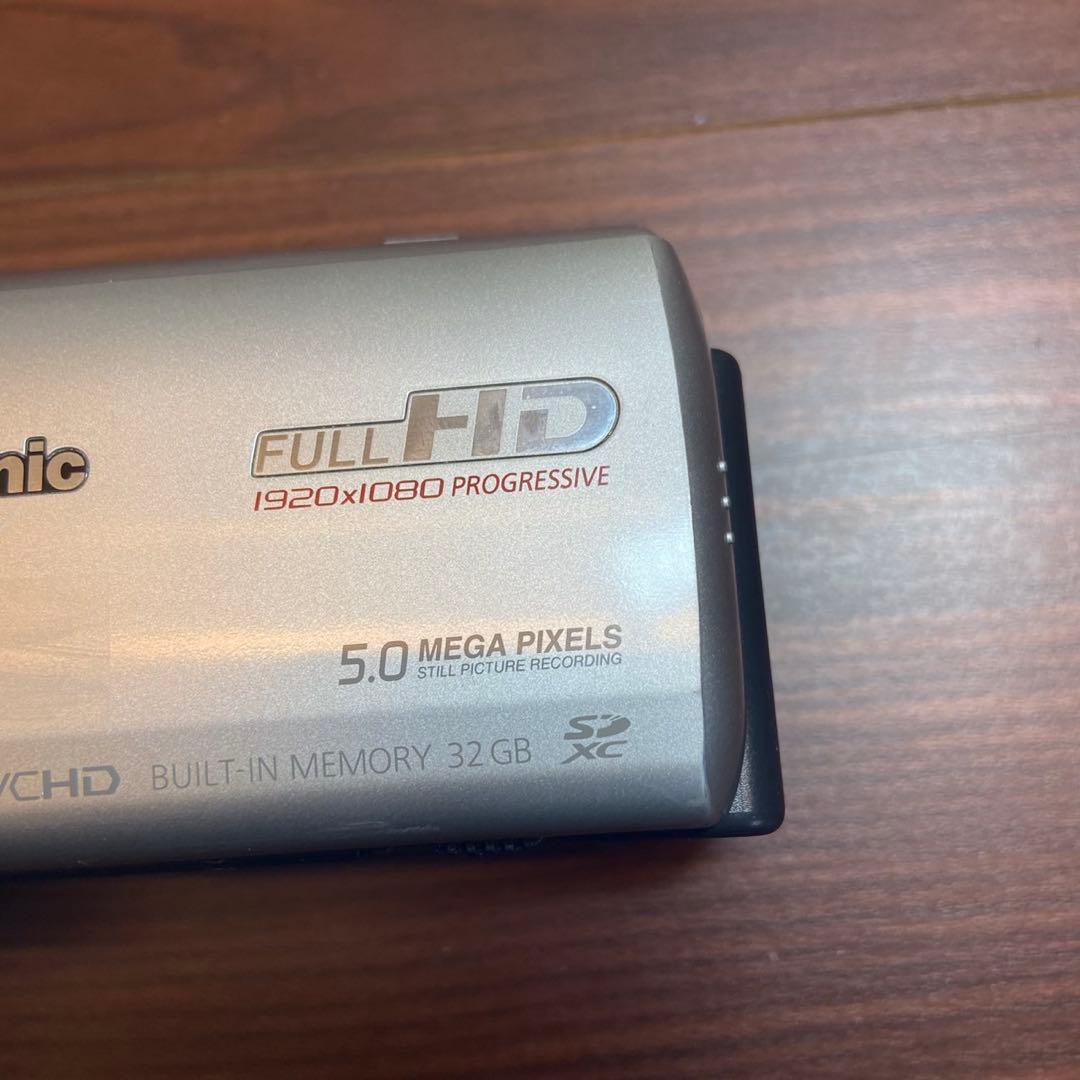 nic
FULL HD
1920x1080 PROGRESSIVE
5.0 MEGA PIXELS
STILL PICTURE RECORDING
VCHD BUILT-IN MEMORY 32 GB SD XC